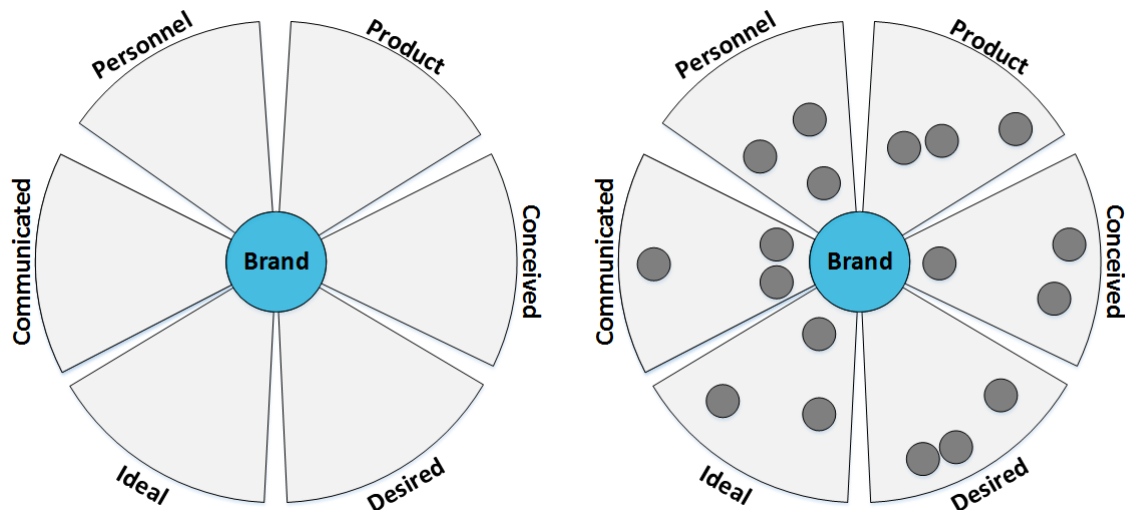 Personnel
Product
Communicated
Brand
Conceived
Ideal
Desired
Personnel
Product
Communicated
Brand
Conceived
Ideal
Desired